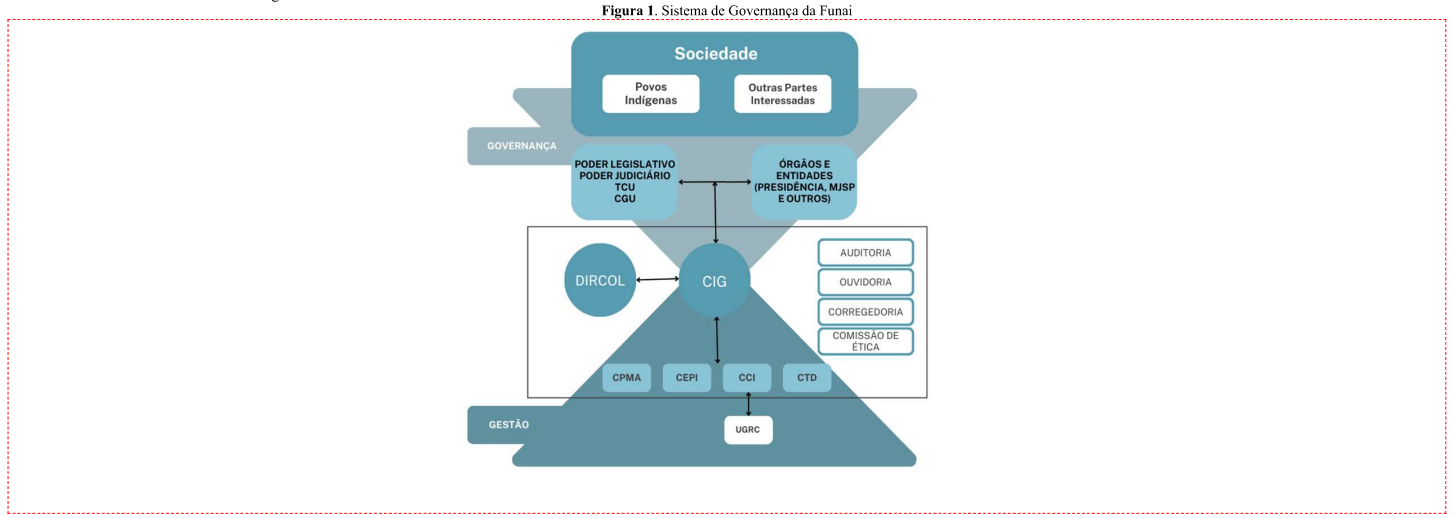 Figura 1. Sistema de Governança da Funai
Sociedade
Povos
Indígenas
Outras Partes
Interessadas
GOVERNANÇA
PODER LEGISLATIVO
PODER JUDICIÁRIO
TCU
CGU
ÓRGÃOS E
ENTIDADES
(PRESIDÊNCIA, MJSP
E OUTROS)
DIRCOL
CIG
AUDITORIA
OUVIDORIA
CORREGEDORIA
COMISSÃO DE
ÉTICA
CPMA
CEPI
CCI
CTD
GESTÃO
UGRC